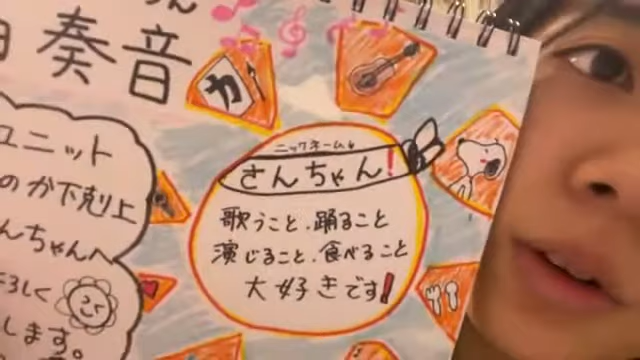 奏音
力
ユニット
のか下剋上
んちゃんへ
ろしく
します。
ニックネーム
さんちゃん!
歌うこと、踊ること
演じること、食べること
大好きです!